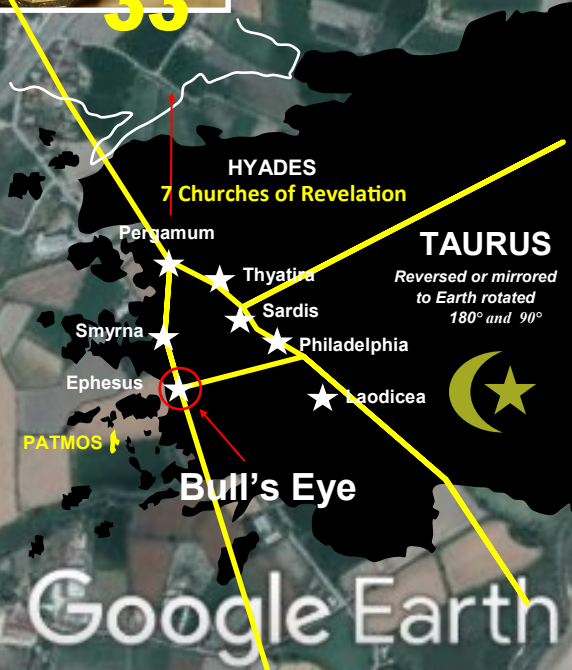 33
HYADES
7 Churches of Revelation
Pergamum
TAURUS
Thyatira
Reversed or mirrored
to Earth rotated
180° and 90°
Sardis
Smyrna
Philadelphia
Ephesus
Laodicea
PATMOS
Bull's Eye
Google Earth